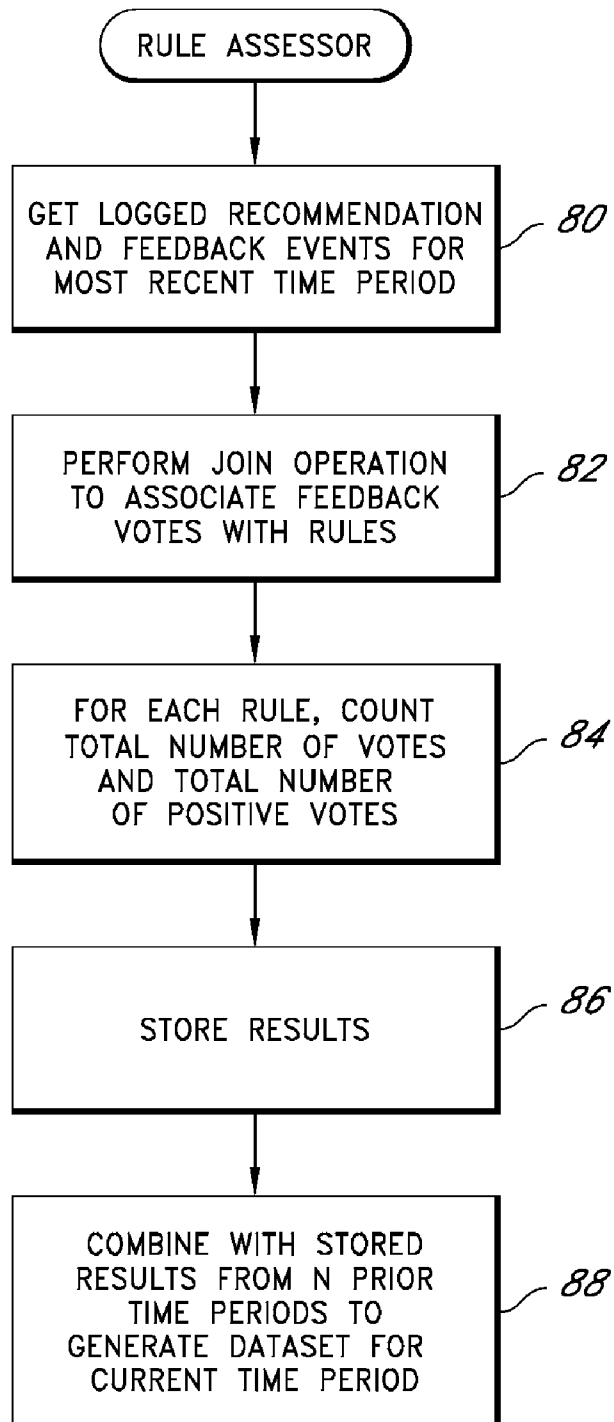 RULE ASSESSOR
GET LOGGED RECOMMENDATION
AND FEEDBACK EVENTS FOR
MOST RECENT TIME PERIOD
80
PERFORM JOIN OPERATION
TO ASSOCIATE FEEDBACK
VOTES WITH RULES
82
FOR EACH RULE, COUNT
TOTAL NUMBER OF VOTES
AND TOTAL NUMBER
OF POSITIVE VOTES
84
STORE RESULTS
86
COMBINE WITH STORED
RESULTS FROM N PRIOR
TIME PERIODS TO
GENERATE DATASET FOR
CURRENT TIME PERIOD
88